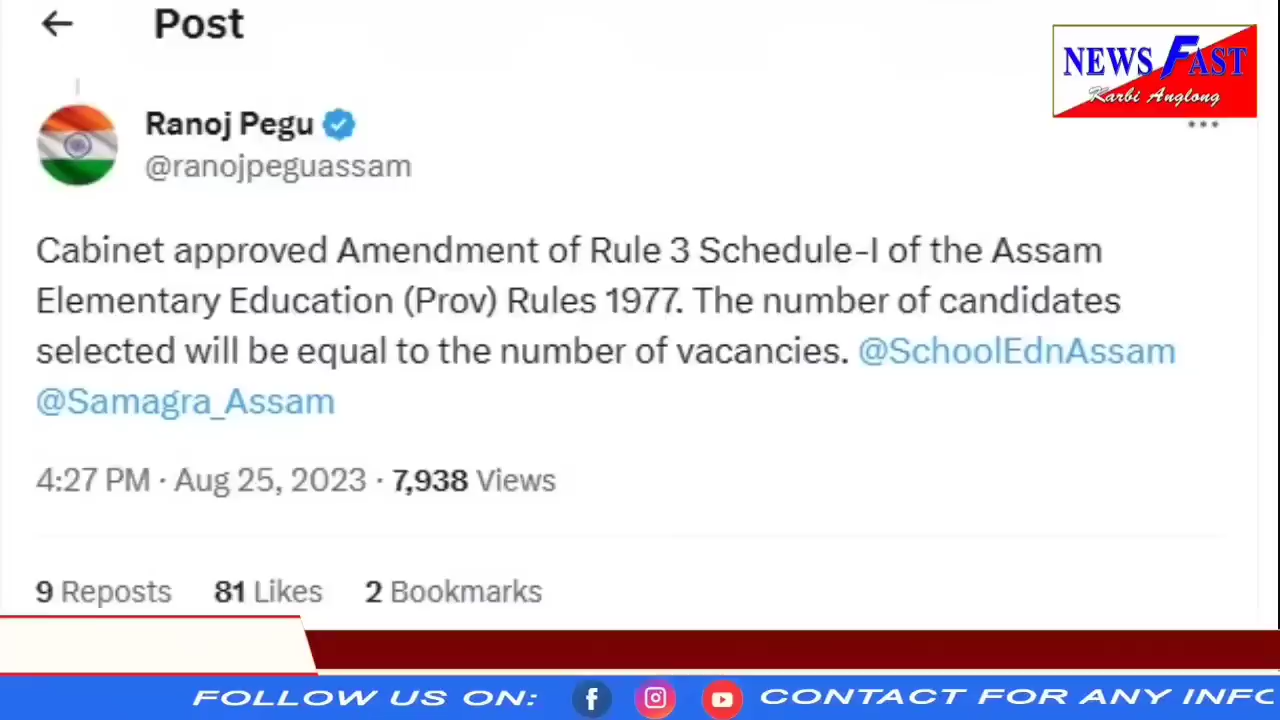 Post
NEWS FAST
Karbi Anglong
Ranoj Pegu
@ranojpeguassam
Cabinet approved Amendment of Rule 3 Schedule-I of the Assam
Elementary Education (Prov) Rules 1977. The number of candidates
selected will be equal to the number of vacancies. @SchoolEdnAssam
@Samagra_Assam
4:27 PM · Aug 25, 2023 · 7,938 Views
9 Reposts 81 Likes 2 Bookmarks
FOLLOW US ON: CONTACT FOR ANY INFO